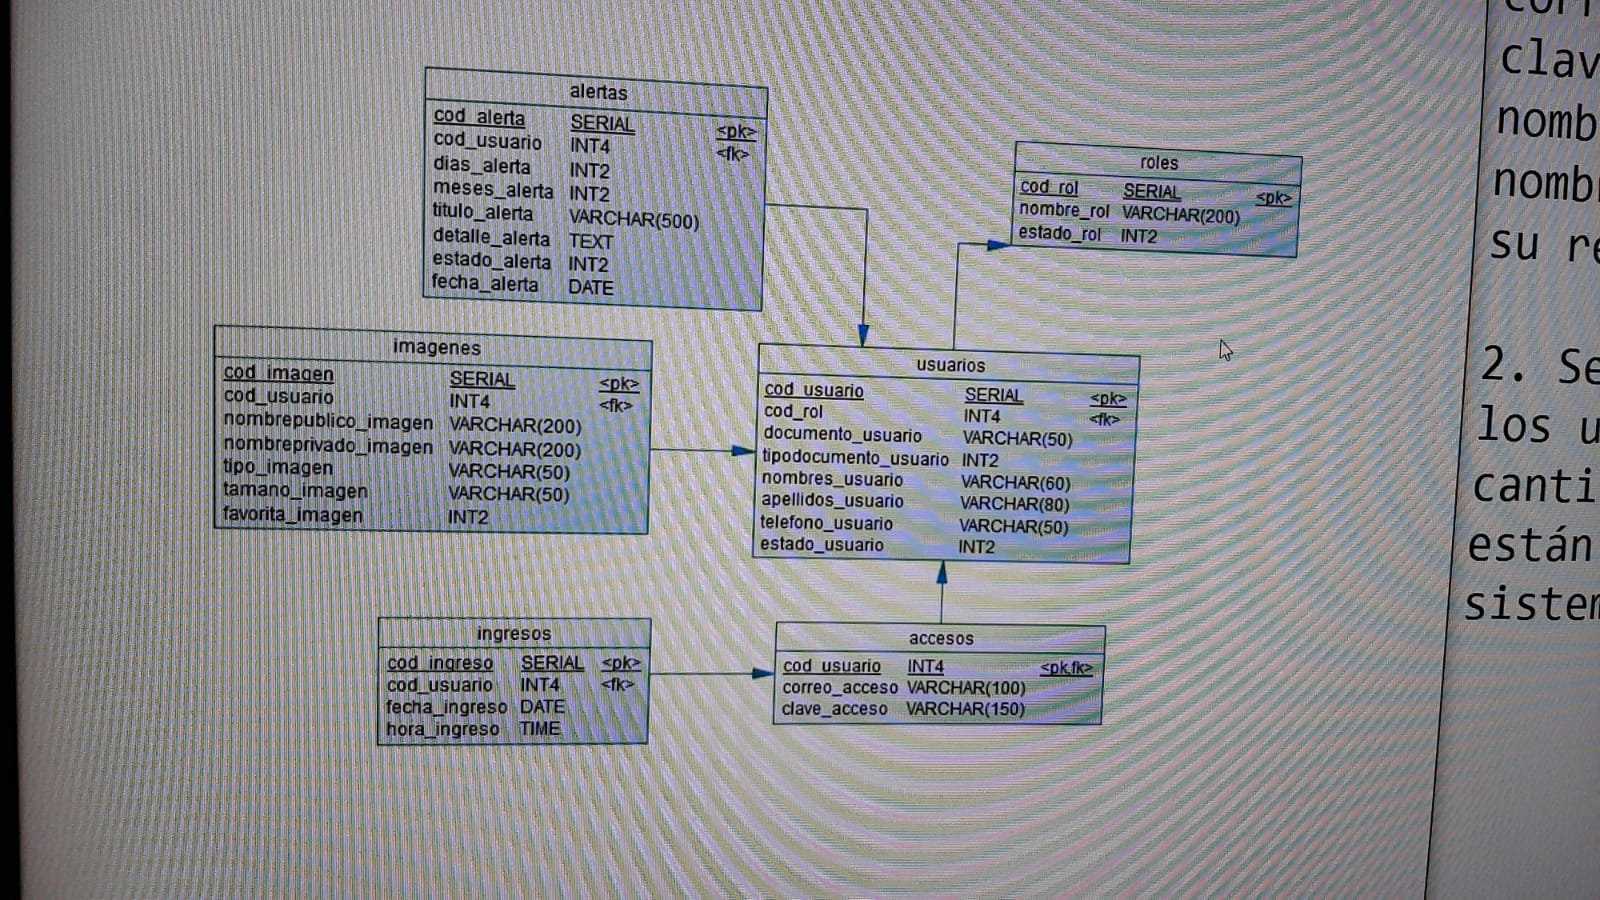 alertas
cod_alerta SERIAL <pk>
cod_usuario INT4 <fk>
dias_alerta INT2
meses_alerta INT2
titulo_alerta VARCHAR(500)
detalle_alerta TEXT
estado_alerta INT2
fecha_alerta DATE
roles
cod_rol SERIAL <pk>
nombre_rol VARCHAR(200)
estado_rol INT2
imagenes
cod_imagen SERIAL <pk>
cod_usuario INT4 <fk>
nombrepublico_imagen VARCHAR(200)
nombreprivado_imagen VARCHAR(200)
tipo_imagen VARCHAR(50)
tamano_imagen VARCHAR(50)
favorita_imagen INT2
usuarios
cod_usuario SERIAL <pk>
cod_rol INT4 <fk>
documento_usuario VARCHAR(50)
tipodocumento_usuario INT2
nombres_usuario VARCHAR(60)
apellidos_usuario VARCHAR(80)
telefono_usuario VARCHAR(50)
estado_usuario INT2
ingresos
cod_ingreso SERIAL <pk>
cod_usuario INT4 <fk>
fecha_ingreso DATE
hora_ingreso TIME
accesos
cod_usuario INT4 <pk,fk>
correo_acceso VARCHAR(100)
clave_acceso VARCHAR(150)
clav
nomb
nomb
su re
2. Se
los u
canti
están
sistem